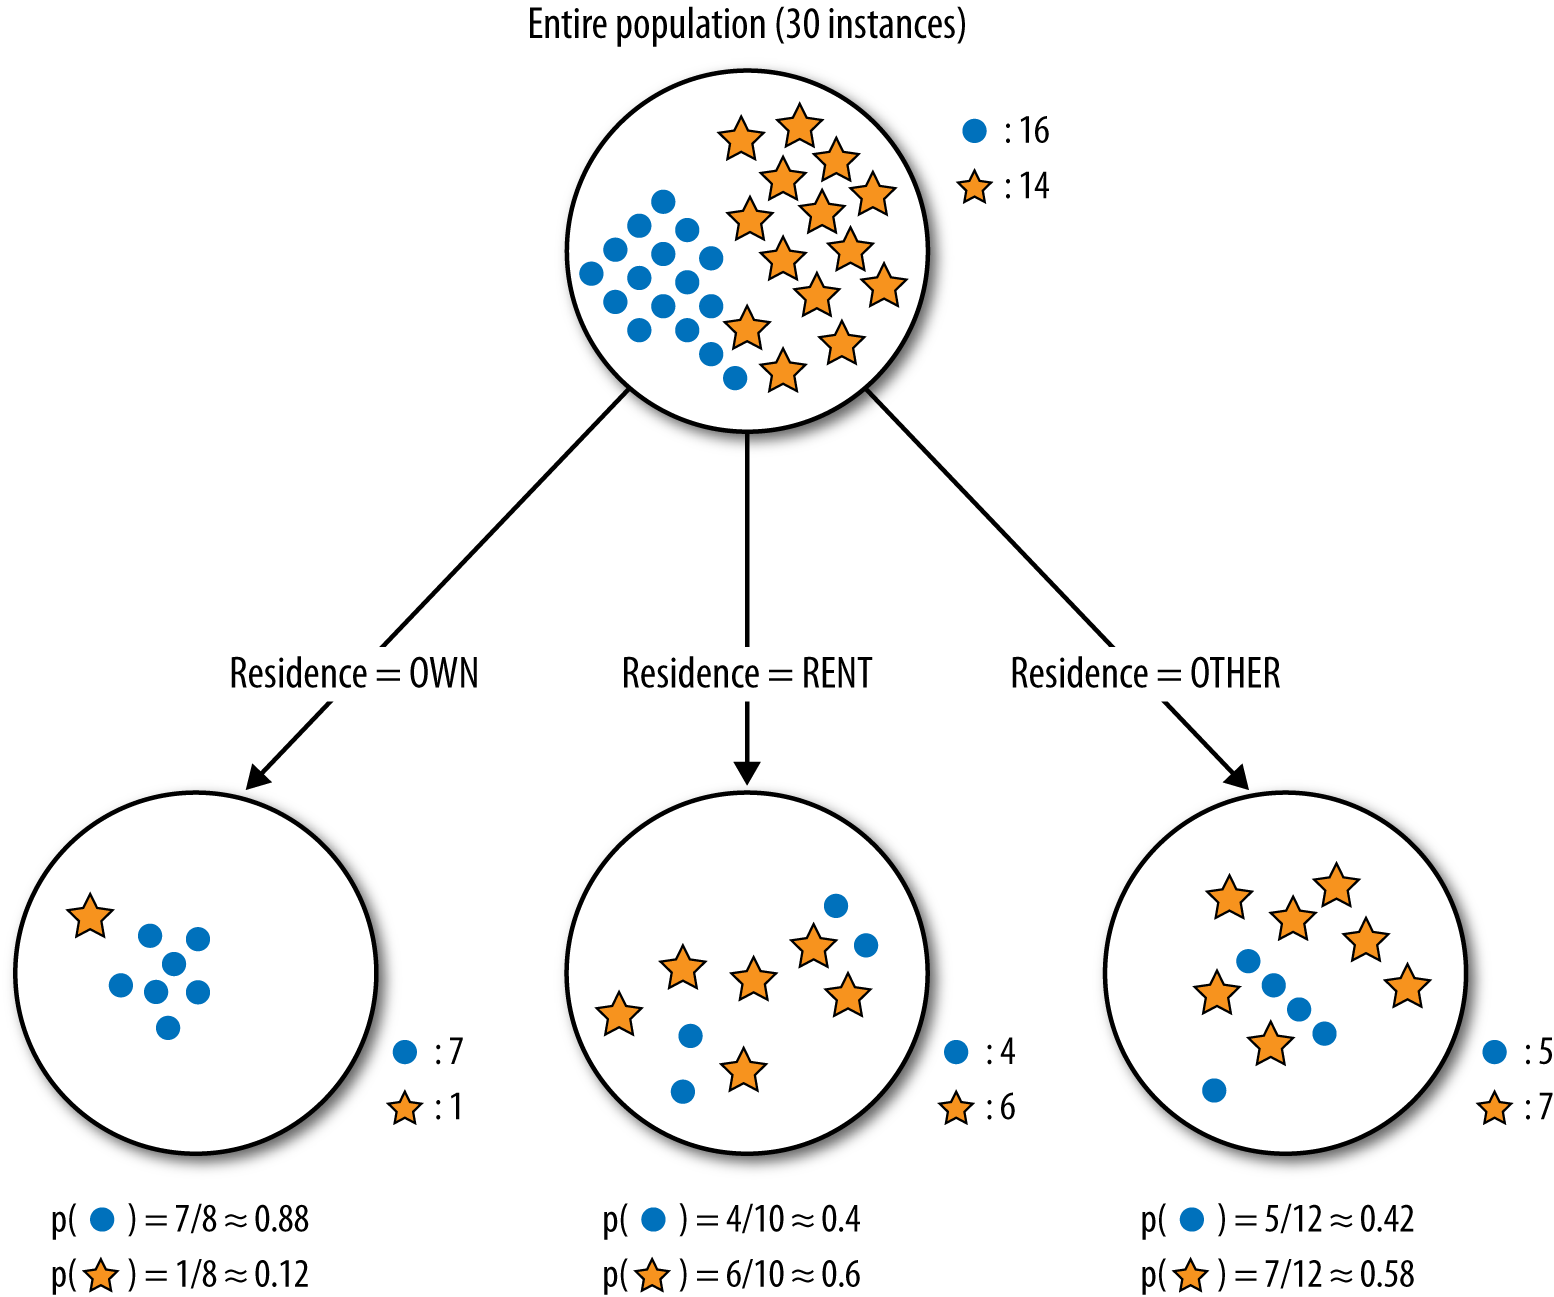 Entire population (30 instances)
: 16
: 14
Residence = OWN
Residence = RENT
Residence = OTHER
: 7
: 1
: 4
: 6
: 5
: 7
p( ) = 7/8 ≈ 0.88
p( ) = 1/8 ≈ 0.12
p( ) = 4/10 ≈ 0.4
p( ) = 6/10 ≈ 0.6
p( ) = 5/12 ≈ 0.42
p( ) = 7/12 ≈ 0.58